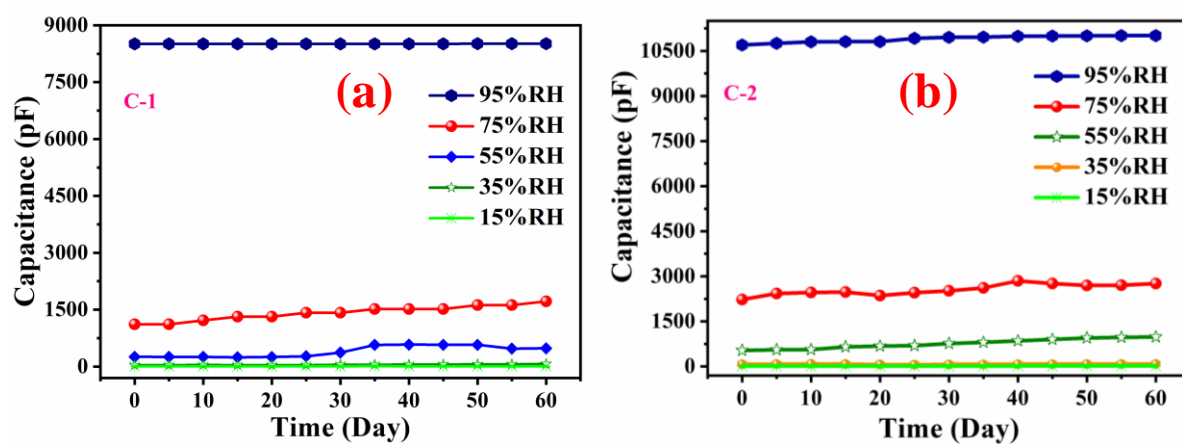 (a)
C-1
95%RH
75%RH
55%RH
35%RH
15%RH
Capacitance (pF)
9000
7500
6000
4500
3000
1500
0
0 10 20 30 40 50 60
Time (Day)
(b)
C-2
95%RH
75%RH
55%RH
35%RH
15%RH
Capacitance (pF)
10500
9000
7500
6000
4500
3000
1500
0
0 10 20 30 40 50 60
Time (Day)